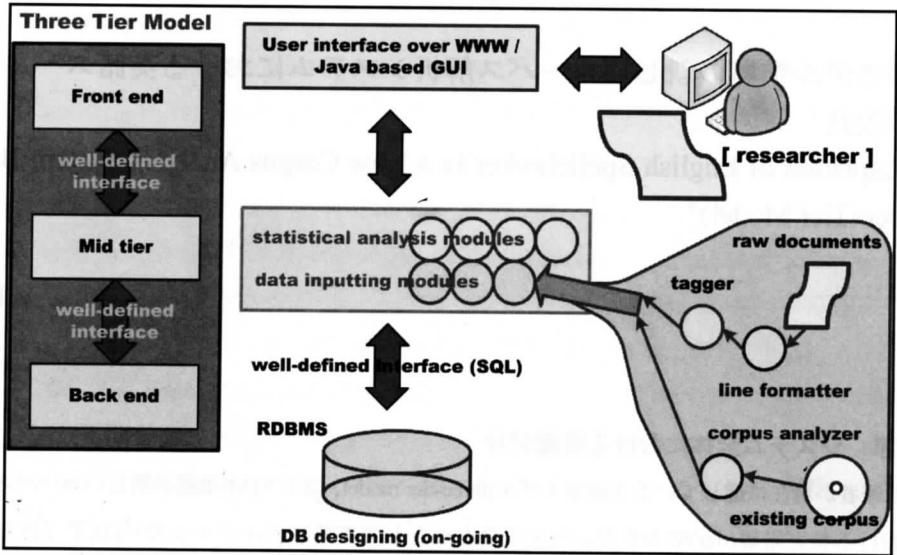 Three Tier Model
Front end
well-defined
interface
Mid tier
well-defined
interface
Back end
User interface over WWW /
Java based GUI
[ researcher ]
statistical analysis modules
data inputting modules
raw documents
tagger
line formatter
corpus analyzer
existing corpus
well-defined interface (SQL)
RDBMS
DB designing (on-going)